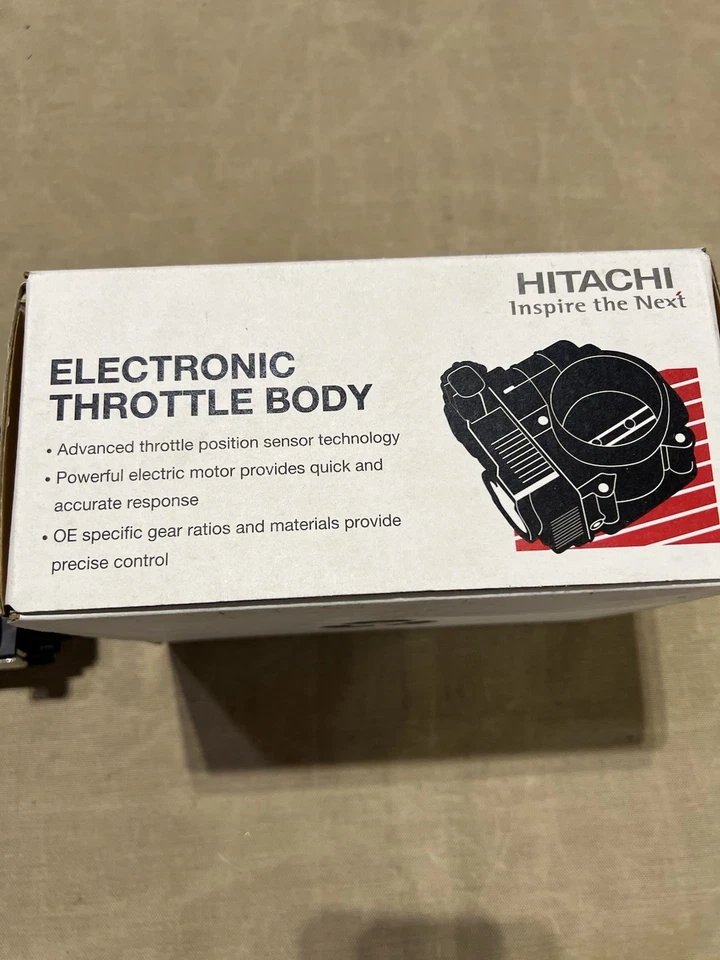 HITACHI
Inspire the Next
ELECTRONIC
THROTTLE BODY
• Advanced throttle position sensor technology
• Powerful electric motor provides quick and
accurate response
• OE specific gear ratios and materials provide
precise control